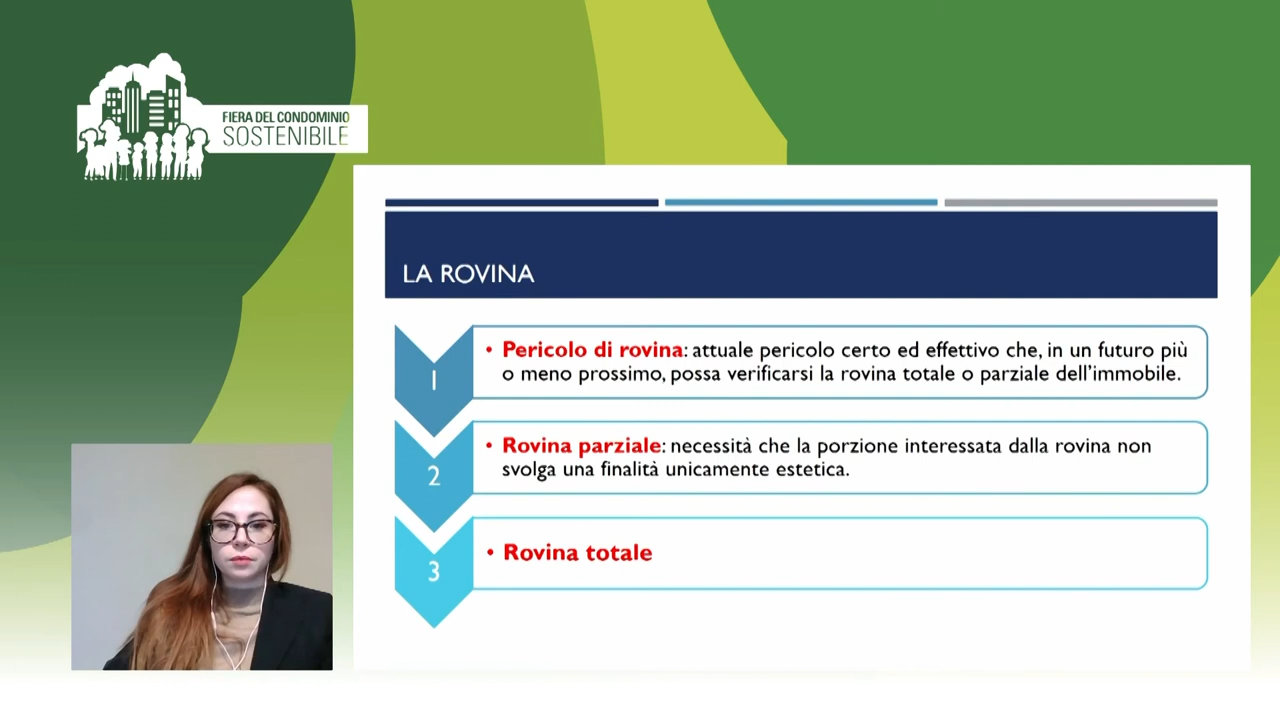 FIERA DEL CONDOMINIO
SOSTENIBILE
LA ROVINA
1
• Pericolo di rovina: attuale pericolo certo ed effettivo che, in un futuro più
o meno prossimo, possa verificarsi la rovina totale o parziale dell'immobile.
2
• Rovina parziale: necessità che la porzione interessata dalla rovina non
svolga una finalità unicamente estetica.
3
• Rovina totale